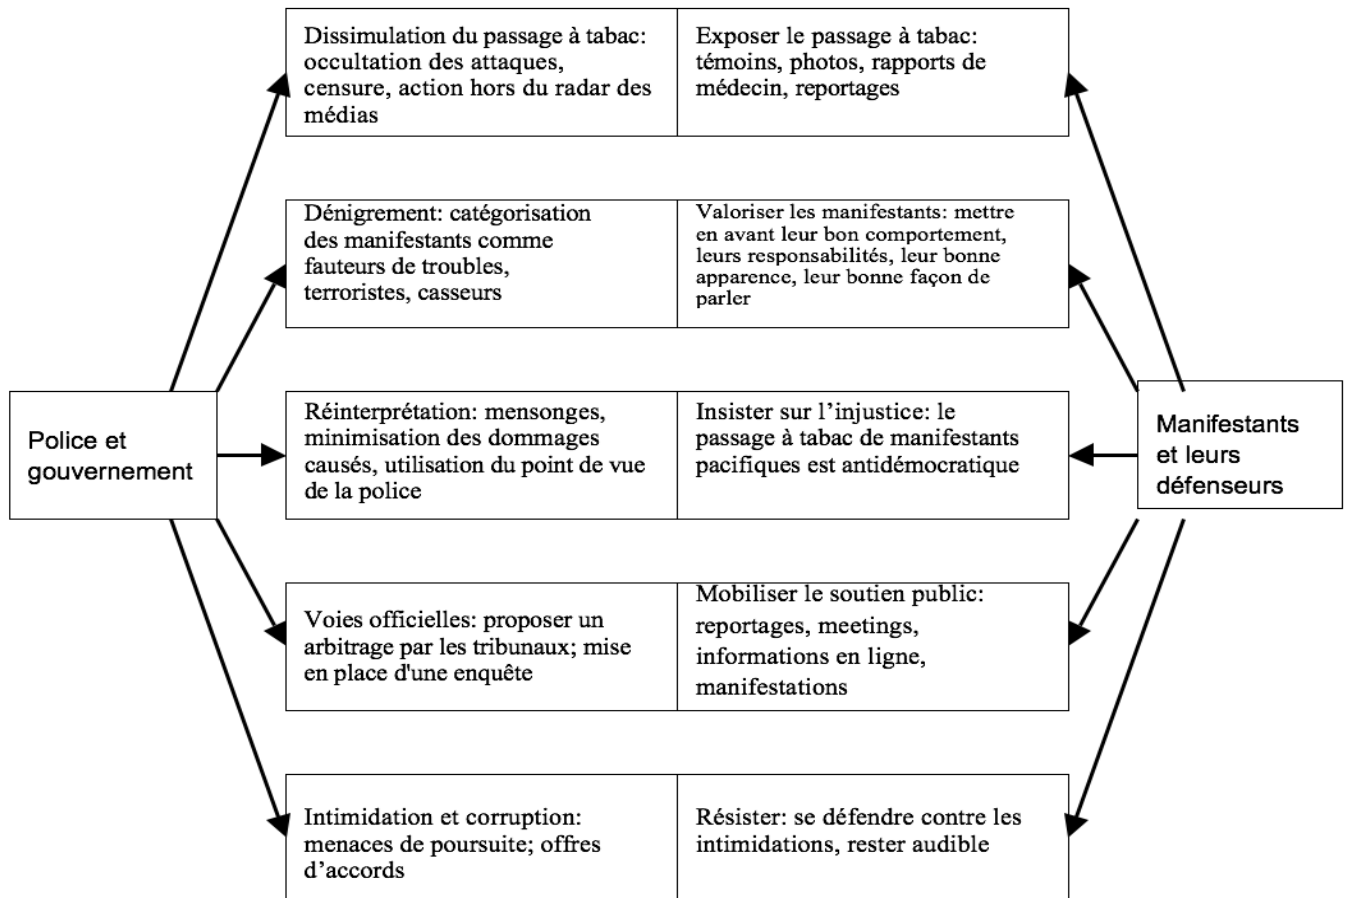 Dissimulation du passage à tabac:
occultation des attaques,
censure, action hors du radar des
médias
Exposer le passage à tabac:
témoins, photos, rapports de
médecin, reportages
Dénigrement: catégorisation
des manifestants comme
fauteurs de troubles,
terroristes, casseurs
Valoriser les manifestants: mettre
en avant leur bon comportement,
leurs responsabilités, leur bonne
apparence, leur bonne façon de
parler
Police et
gouvernement
Réinterprétation: mensonges,
minimisation des dommages
causés, utilisation du point de vue
de la police
Insister sur l’injustice: le
passage à tabac de manifestants
pacifiques est antidémocratique
Manifestants
et leurs
défenseurs
Voies officielles: proposer un
arbitrage par les tribunaux; mise
en place d'une enquête
Mobiliser le soutien public:
reportages, meetings,
informations en ligne,
manifestations
Intimidation et corruption:
menaces de poursuite; offres
d’accords
Résister: se défendre contre les
intimidations, rester audible